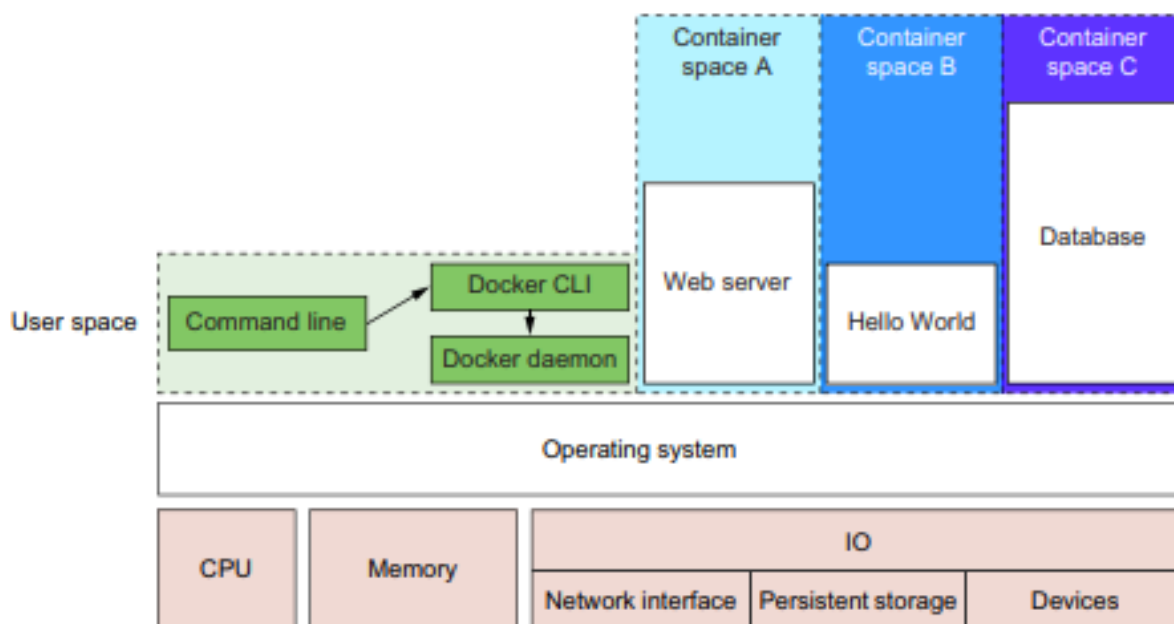 Container
space A
Container
space B
Container
space C
Database
Web server
Docker CLI
User space
Command line
Hello World
Docker daemon
Operating system
CPU
Memory
IO
Network interface
Persistent storage
Devices